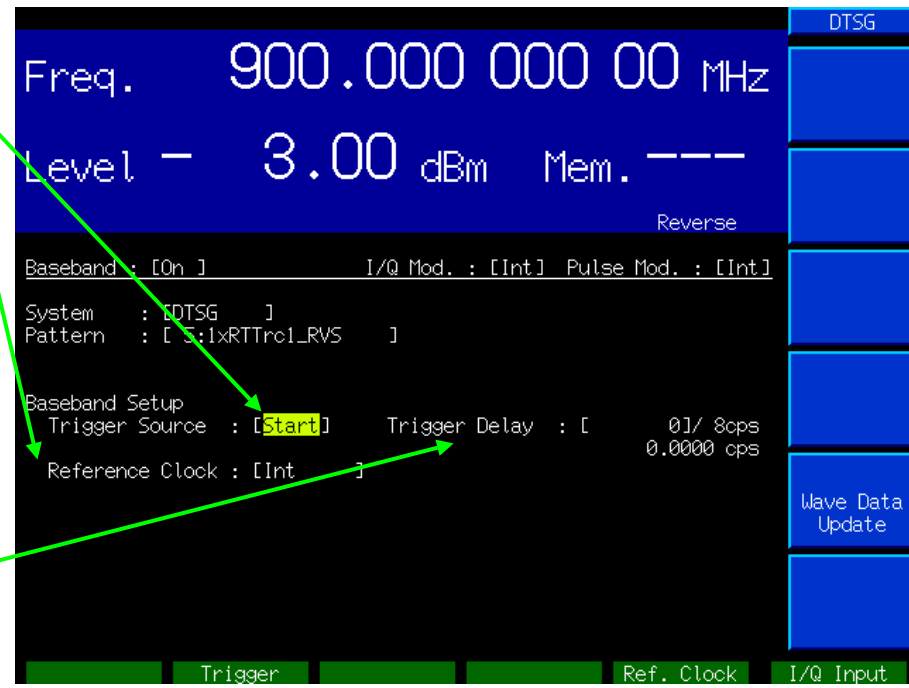 DTSG
Freq. 900.000 000 00 MHz
Level - 3.00 dBm Mem. ---
Reverse
Baseband : [On ] I/Q Mod. : [Int] Pulse Mod. : [Int]
System : [DTSG ]
Pattern : [ 5:1xRTTrc1_RVS ]
Baseband Setup
Trigger Source : [Start] Trigger Delay : [ 0]/ 8cps
0.0000 cps
Reference Clock : [Int ]
Wave Data
Update
Trigger Ref. Clock I/Q Input